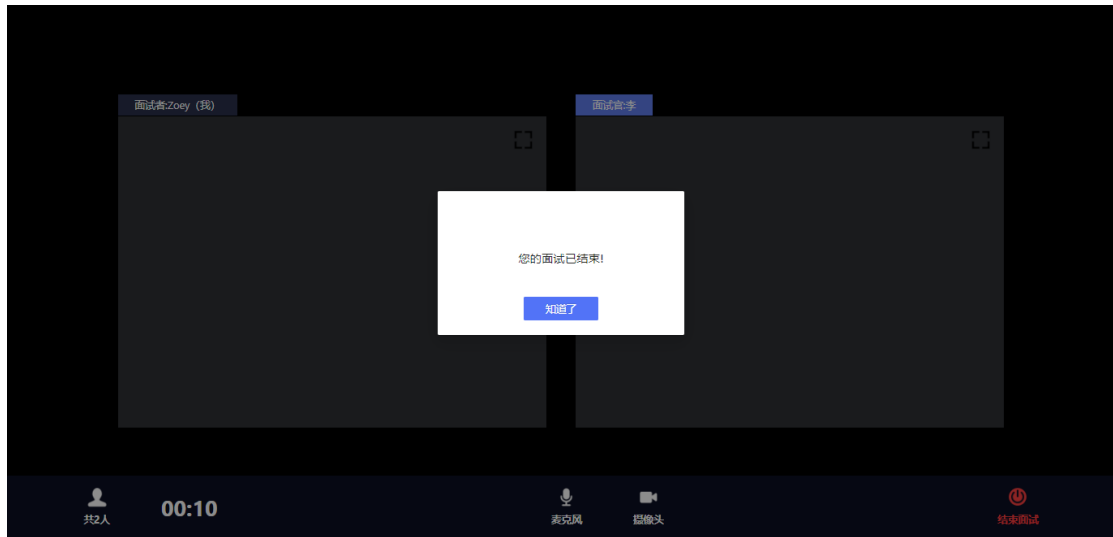 面试者:Zoey（我）
面试官:李
您的面试已结束!
知道了
共2人
00:10
麦克风
摄像头
结束面试